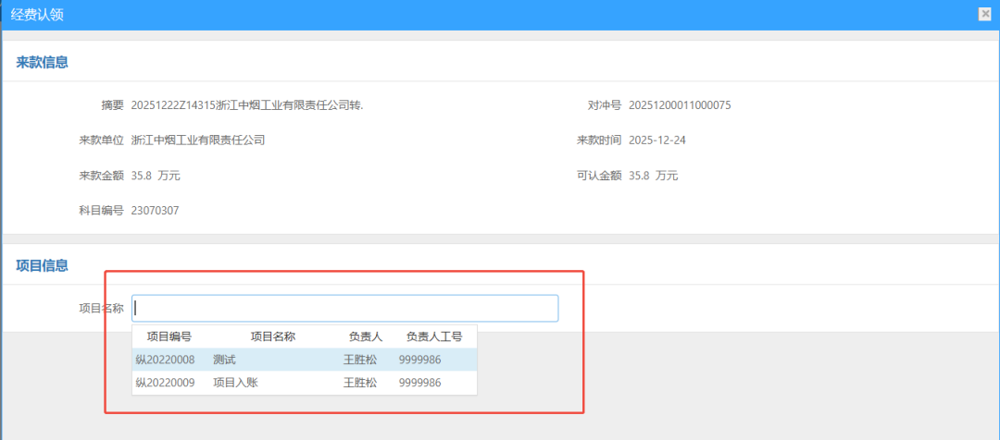 经费认领
来款信息
摘要 20251222Z14315浙江中烟工业有限责任公司转. 对冲号 20251200011000075
来款单位 浙江中烟工业有限责任公司 来款时间 2025-12-24
来款金额 35.8 万元 可认金额 35.8 万元
科目编号 23070307
项目信息
项目名称
项目编号 项目名称 负责人 负责人工号
纵20220008 测试 王胜松 9999986
纵20220009 项目入账 王胜松 9999986